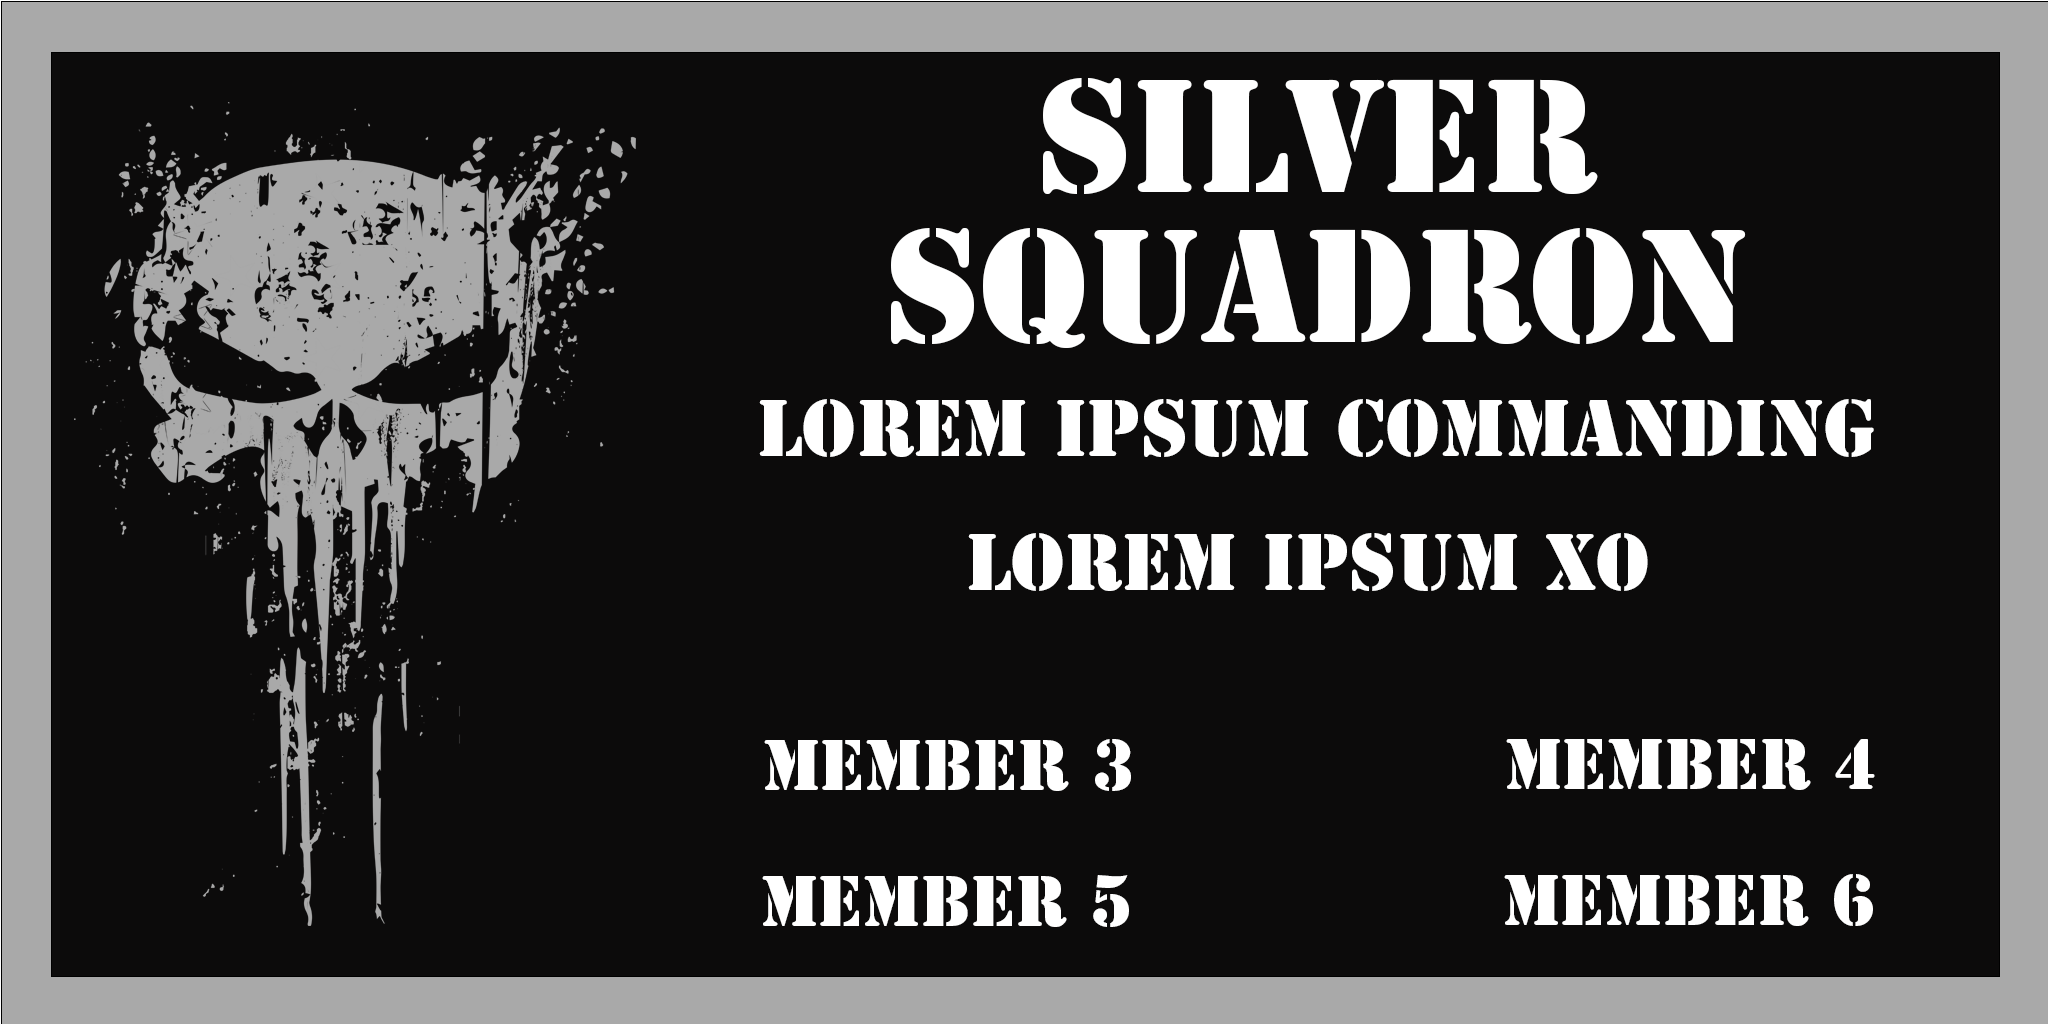 SILVER
SQUADRON
LOREM IPSUM COMMANDING
LOREM IPSUM XO
MEMBER 3 MEMBER 4
MEMBER 5 MEMBER 6